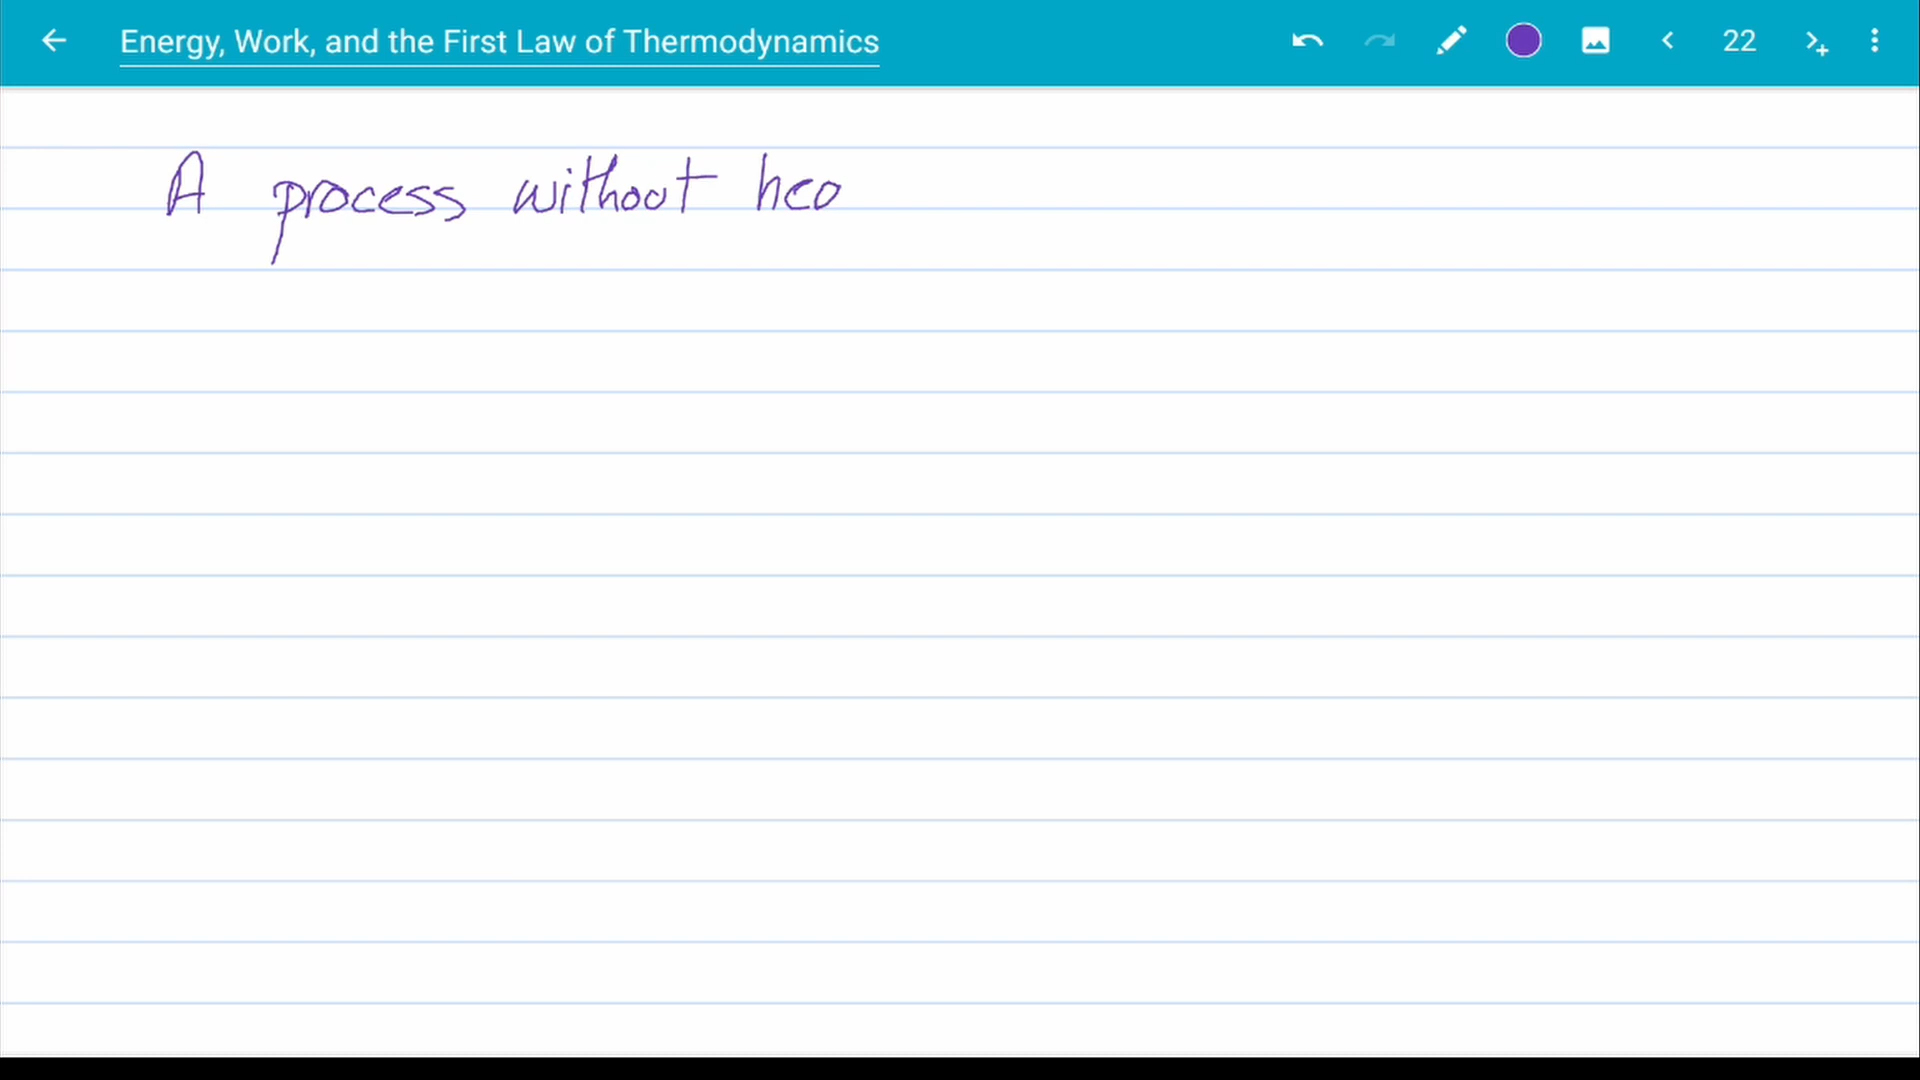 Energy, Work, and the First Law of Thermodynamics 22
A process without hea